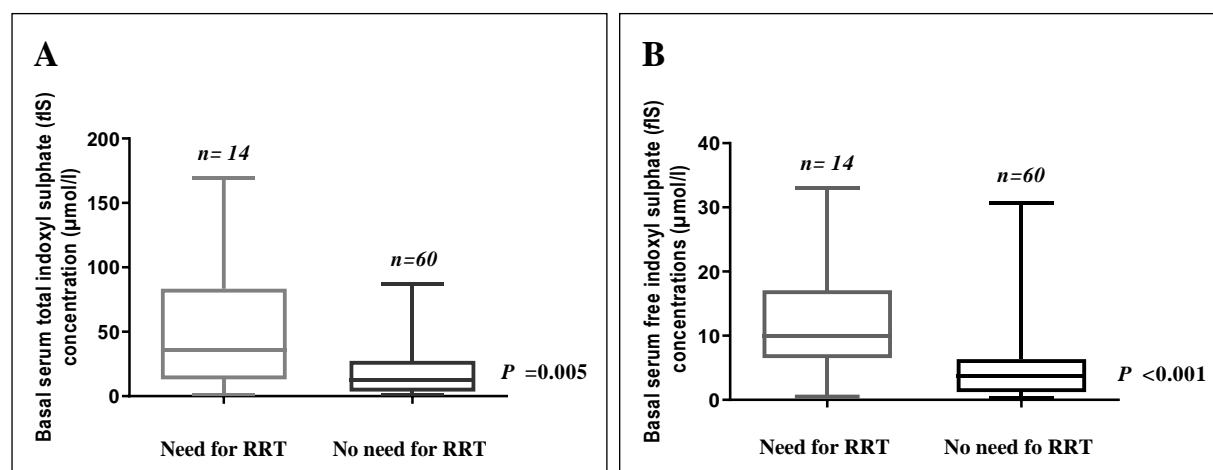 A
Basal serum total indoxyl sulphate (tIS)
concentration (µmol/l)
200
150
100
50
0
n= 14
n=60
P =0.005
Need for RRT
No need for RRT
B
Basal serum free indoxyl sulphate (fIS)
concentrations (µmol/l)
40
30
20
10
0
n= 14
n=60
P <0.001
Need for RRT
No need fo RRT